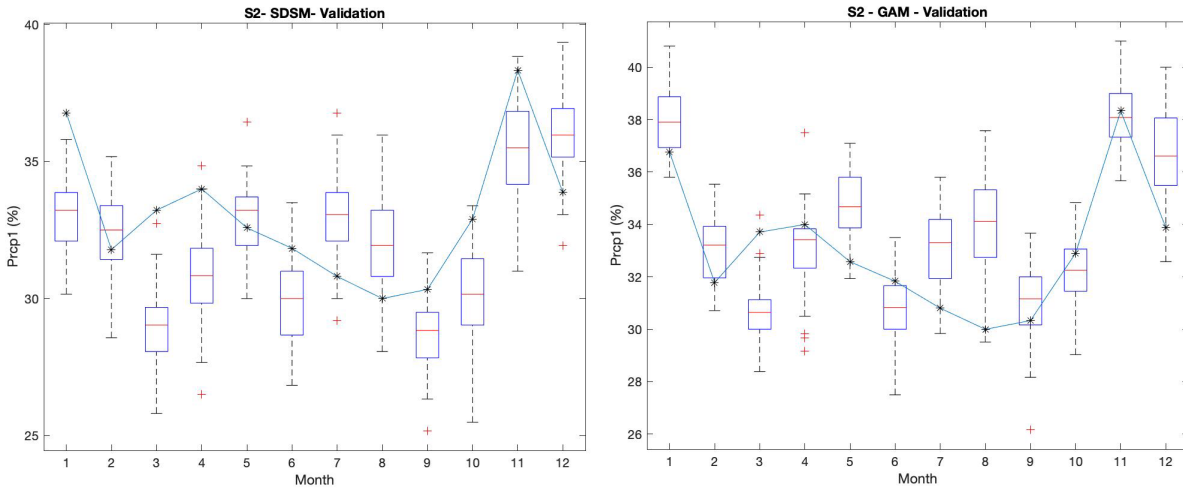 S2- SDSM- Validation
40
35
30
25
Prcp1 (%)
1 2 3 4 5 6 7 8 9 10 11 12
Month
S2 - GAM - Validation
40
38
36
34
32
30
28
26
Prcp1 (%)
1 2 3 4 5 6 7 8 9 10 11 12
Month